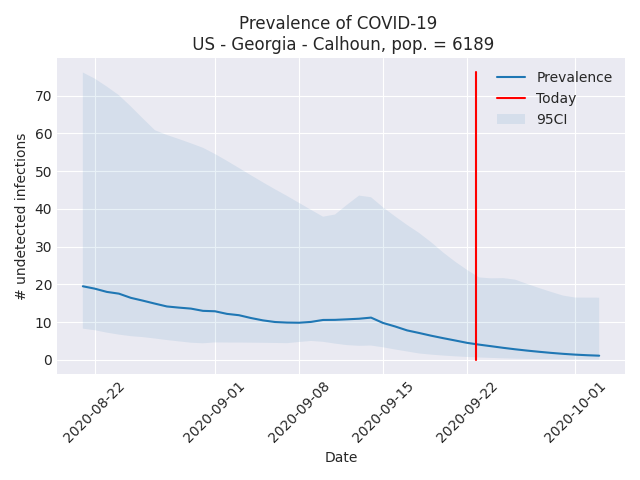 Prevalence of COVID-19
US - Georgia - Calhoun, pop. = 6189
Prevalence
Today
95CI
# undetected infections
70
60
50
40
30
20
10
0
2020-08-22
2020-09-01
2020-09-08
2020-09-15
2020-09-22
2020-10-01
Date